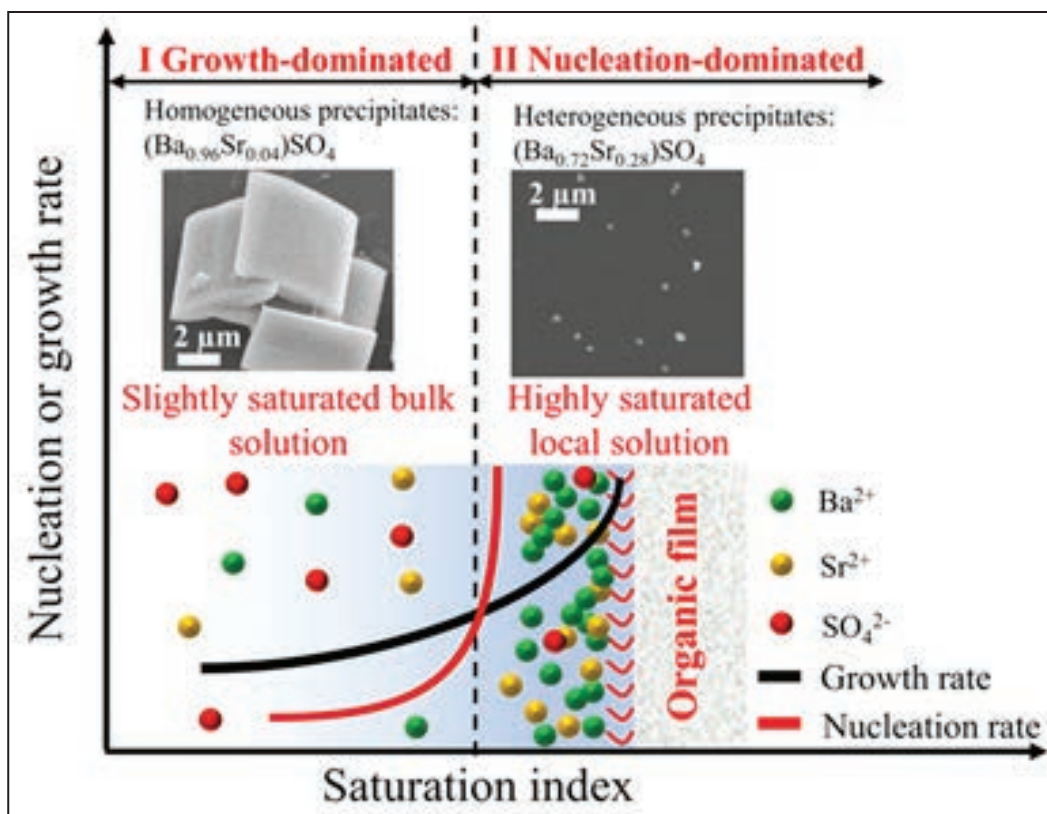 I Growth-dominated
II Nucleation-dominated
Homogeneous precipitates:
(Ba₀.₉₆Sr₀.₀₄)SO₄
Heterogeneous precipitates:
(Ba₀.₇₂Sr₀.₂₈)SO₄
2 μm
2 μm
Slightly saturated bulk
solution
Highly saturated
local solution
Organic film
Ba²⁺
Sr²⁺
SO₄²⁻
Growth rate
Nucleation rate
Nucleation or growth rate
Saturation index